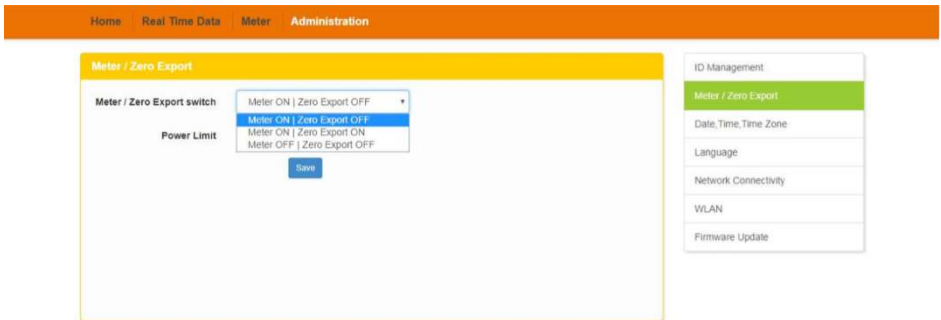 Home Real Time Data Meter Administration
Meter / Zero Export
Meter / Zero Export switch Meter ON | Zero Export OFF
Meter ON | Zero Export OFF
Meter ON | Zero Export ON
Power Limit
Meter OFF | Zero Export OFF
Save
ID Management
Meter / Zero Export
Date,Time,Time Zone
Language
Network Connectivity
WLAN
Firmware Update